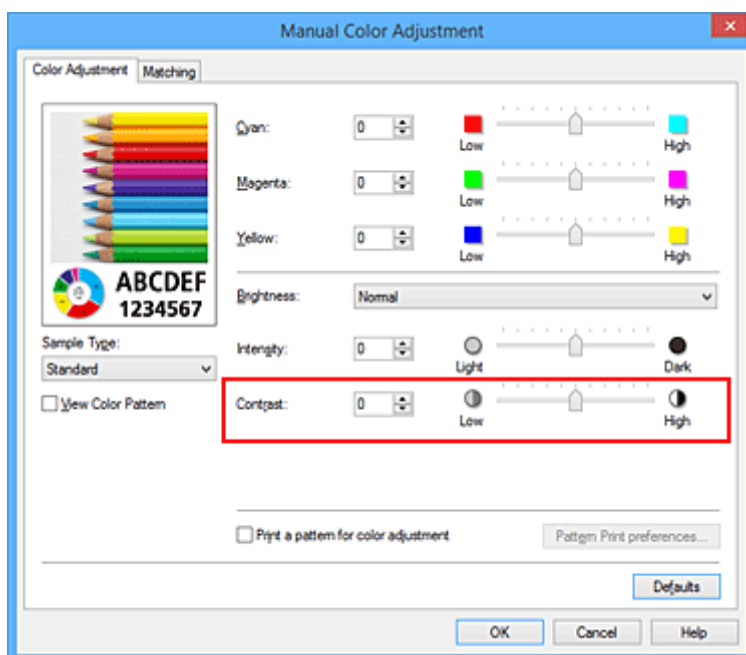 Manual Color Adjustment
Color Adjustment
Matching
ABCDEF
1234567
Sample Type:
Standard
View Color Pattern
Cyan:
0
Low
High
Magenta:
0
Low
High
Yellow:
0
Low
High
Brightness:
Normal
Intensity:
0
Light
Dark
Contrast:
0
Low
High
Print a pattern for color adjustment
Pattern Print preferences...
Defaults
OK
Cancel
Help